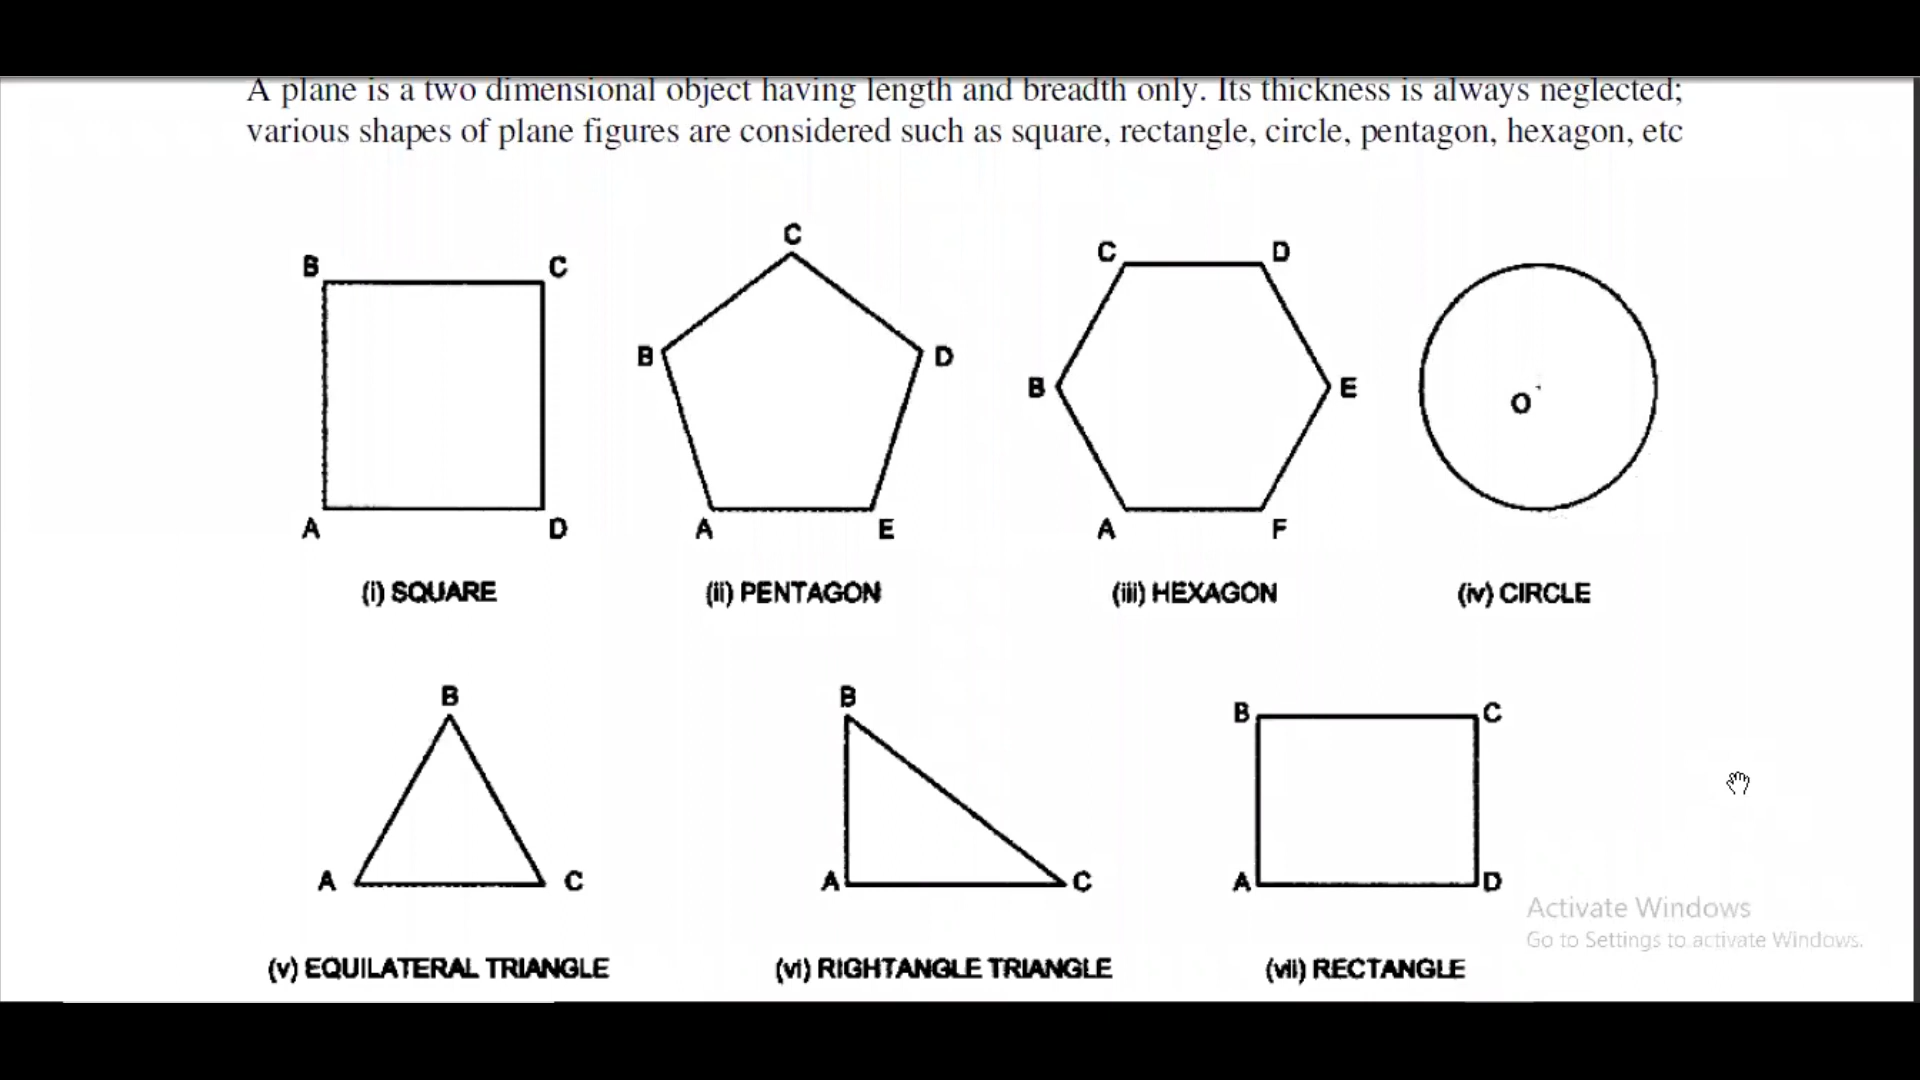 A plane is a two dimensional object having length and breadth only. Its thickness is always neglected;
various shapes of plane figures are considered such as square, rectangle, circle, pentagon, hexagon, etc
B C
A D
(i) SQUARE
C
B D
A E
(ii) PENTAGON
C D
B E
A F
(iii) HEXAGON
O
(iv) CIRCLE
B
A C
(v) EQUILATERAL TRIANGLE
B
A C
(vi) RIGHTANGLE TRIANGLE
B C
A D
(vii) RECTANGLE
Activate Windows
Go to Settings to activate Windows.